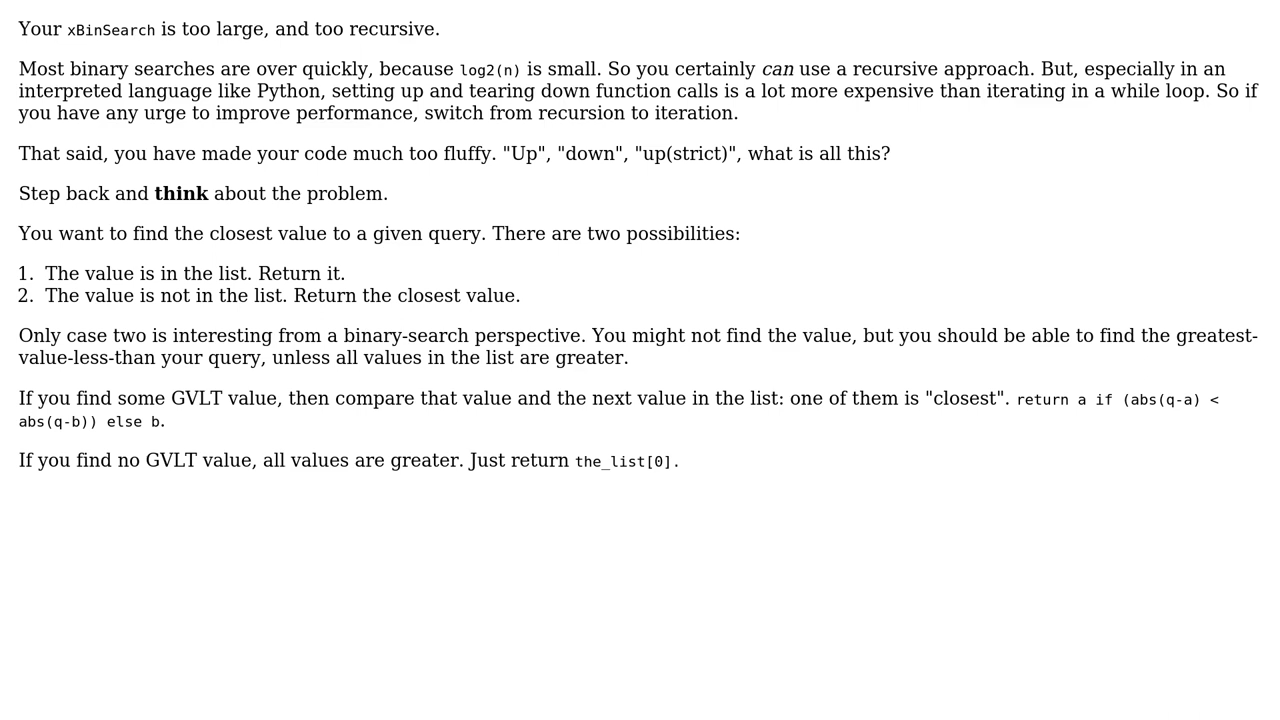 Your xBinSearch is too large, and too recursive.
Most binary searches are over quickly, because log2(n) is small. So you certainly can use a recursive approach. But, especially in an
interpreted language like Python, setting up and tearing down function calls is a lot more expensive than iterating in a while loop. So if
you have any urge to improve performance, switch from recursion to iteration.
That said, you have made your code much too fluffy. "Up", "down", "up(strict)", what is all this?
Step back and think about the problem.
You want to find the closest value to a given query. There are two possibilities:
1. The value is in the list. Return it.
2. The value is not in the list. Return the closest value.
Only case two is interesting from a binary-search perspective. You might not find the value, but you should be able to find the greatest-
value-less-than your query, unless all values in the list are greater.
If you find some GVLT value, then compare that value and the next value in the list: one of them is "closest". return a if (abs(q-a) <
abs(q-b)) else b.
If you find no GVLT value, all values are greater. Just return the_list[0].